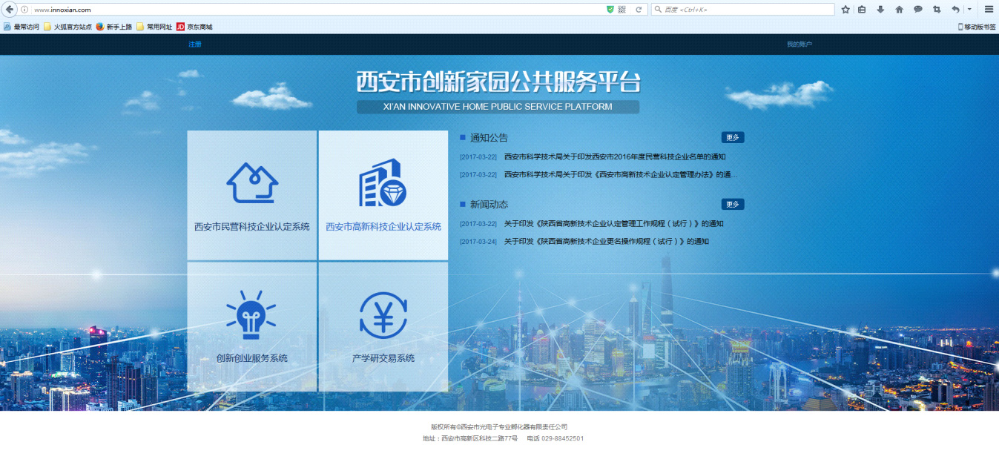 www.innoxian.com
百度 <Ctrl+K>
最常访问 火狐官方站点 新手上路 常用网址 JD 京东商城 移动版书签
注册 我的账户
西安市创新家园公共服务平台
XI'AN INNOVATIVE HOME PUBLIC SERVICE PLATFORM
西安市民营科技企业认定系统
西安市高新科技企业认定系统
创新创业服务系统
产学研交易系统
通知公告 更多
[2017-03-22] 西安市科学技术局关于印发西安市2016年度民营科技企业名单的通知
[2017-03-22] 西安市科学技术局关于印发《西安市高新技术企业认定管理办法》的通...
新闻动态 更多
[2017-03-22] 关于印发《陕西省高新技术企业认定管理工作规程（试行）》的通知
[2017-03-24] 关于印发《陕西省高新技术企业更名操作规程（试行）》的通知
版权所有©西安市光电子专业孵化器有限责任公司
地址：西安市高新区科技二路77号 电话 029-88452501